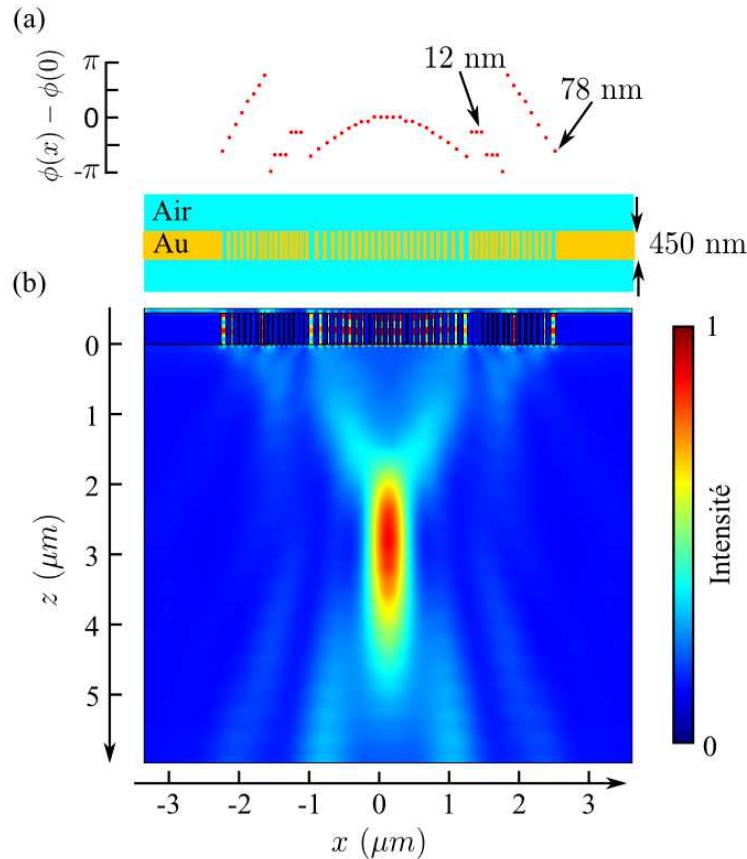 (a)
π
0
-π
ϕ(x) − ϕ(0)
12 nm
78 nm
Air
Au
450 nm
(b)
0
1
2
3
4
5
z (μm)
1
0
Intensité
-3 -2 -1 0 1 2 3
x (μm)